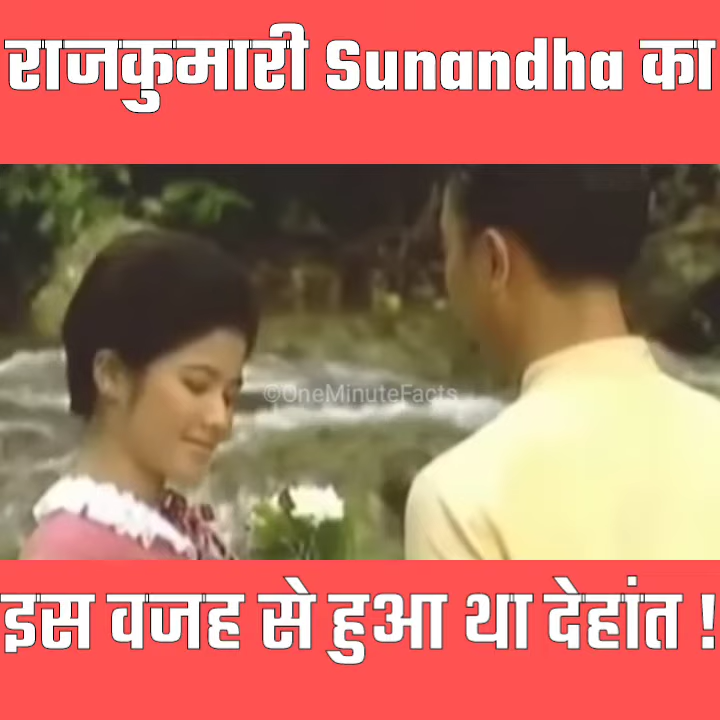 राजकुमारी Sunandha का
©OneMinuteFacts
इस वजह से हुआ था देहांत !